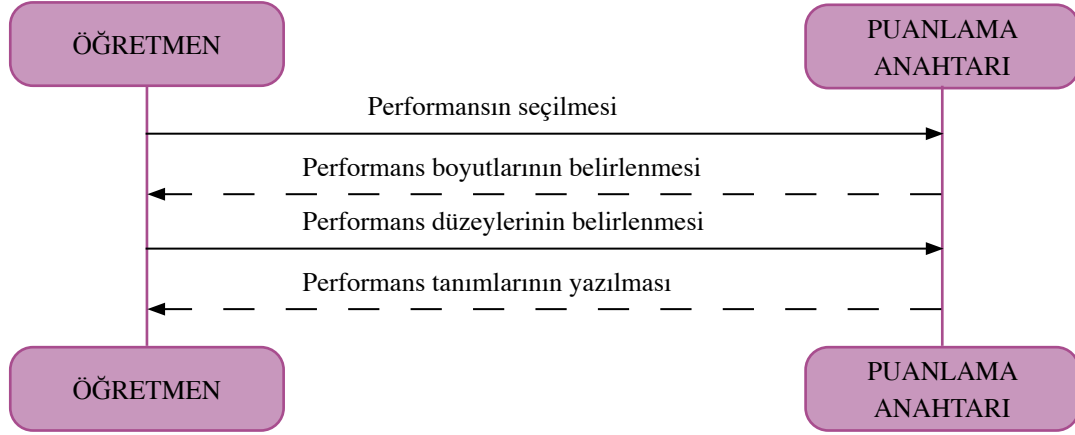 ÖĞRETMEN
PUANLAMA
ANAHTARI
Performansın seçilmesi
Performans boyutlarının belirlenmesi
Performans düzeylerinin belirlenmesi
Performans tanımlarının yazılması
ÖĞRETMEN
PUANLAMA
ANAHTARI